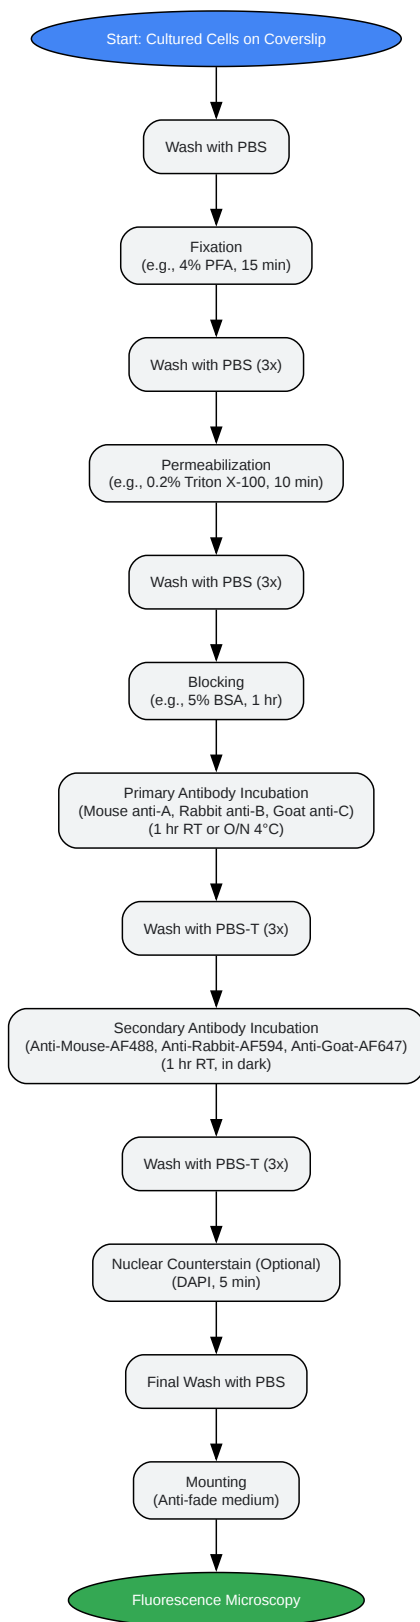 Start: Cultured Cells on Coverslip
Wash with PBS
Fixation
(e.g., 4% PFA, 15 min)
Wash with PBS (3x)
Permeabilization
(e.g., 0.2% Triton X-100, 10 min)
Wash with PBS (3x)
Blocking
(e.g., 5% BSA, 1 hr)
Primary Antibody Incubation
(Mouse anti-A, Rabbit anti-B, Goat anti-C)
(1 hr RT or O/N 4°C)
Wash with PBS-T (3x)
Secondary Antibody Incubation
(Anti-Mouse-AF488, Anti-Rabbit-AF594, Anti-Goat-AF647)
(1 hr RT, in dark)
Wash with PBS-T (3x)
Nuclear Counterstain (Optional)
(DAPI, 5 min)
Final Wash with PBS
Mounting
(Anti-fade medium)
Fluorescence Microscopy